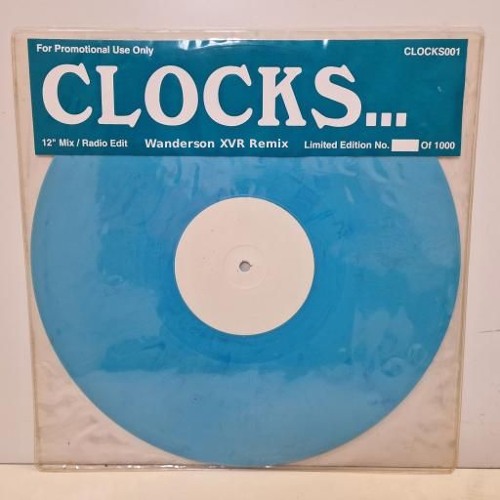 For Promotional Use Only CLOCKS001
CLOCKS...
12" Mix / Radio Edit Wanderson XVR Remix Limited Edition No. Of 1000